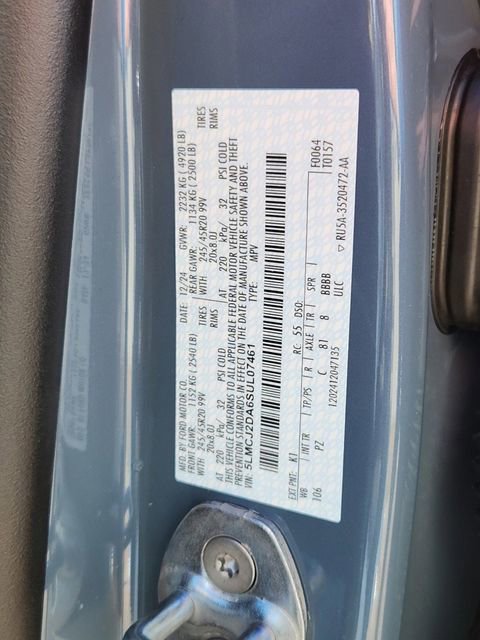 MFD. BY FORD MOTOR CO.
DATE: 12/24 GVWR: 2232 KG ( 4920 LB)
FRONT GAWR: 1152 KG ( 2540 LB) REAR GAWR: 1134 KG ( 2500 LB)
WITH 245/45R20 99V TIRES WITH 245/45R20 99V TIRES
20x8.0J RIMS 20x8.0J RIMS
AT 220 kPa/ 32 PSI COLD AT 220 kPa/ 32 PSI COLD
THIS VEHICLE CONFORMS TO ALL APPLICABLE FEDERAL MOTOR VEHICLE SAFETY AND THEFT
PREVENTION STANDARDS IN EFFECT ON THE DATE OF MANUFACTURE SHOWN ABOVE.
VIN: 5LMCJ2DA6SUL07461 TYPE: MPV
F0064
T0157
EXT PNT: K1 RC: 55 DSO:
WB INT TR TP/PS R AXLE TR SPR
106 PZ C 81 8 BBBB
ULC
1202412047135 ▽ RU5A-3520472-AA